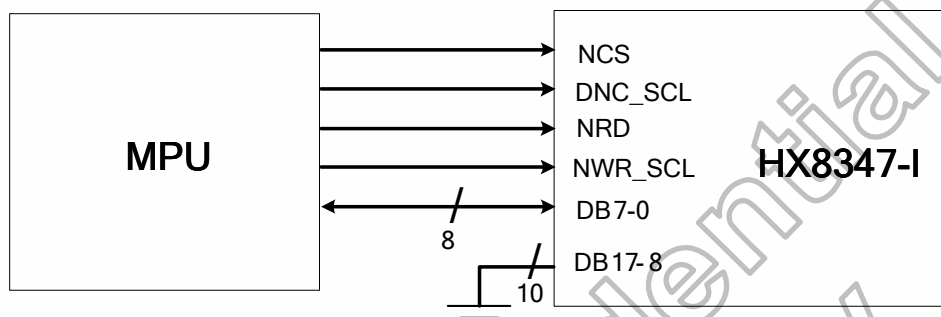 NCS
DNC_SCL
NRD
MPU
HX8347-I
NWR_SCL
DB7-0
8
DB17-8
10